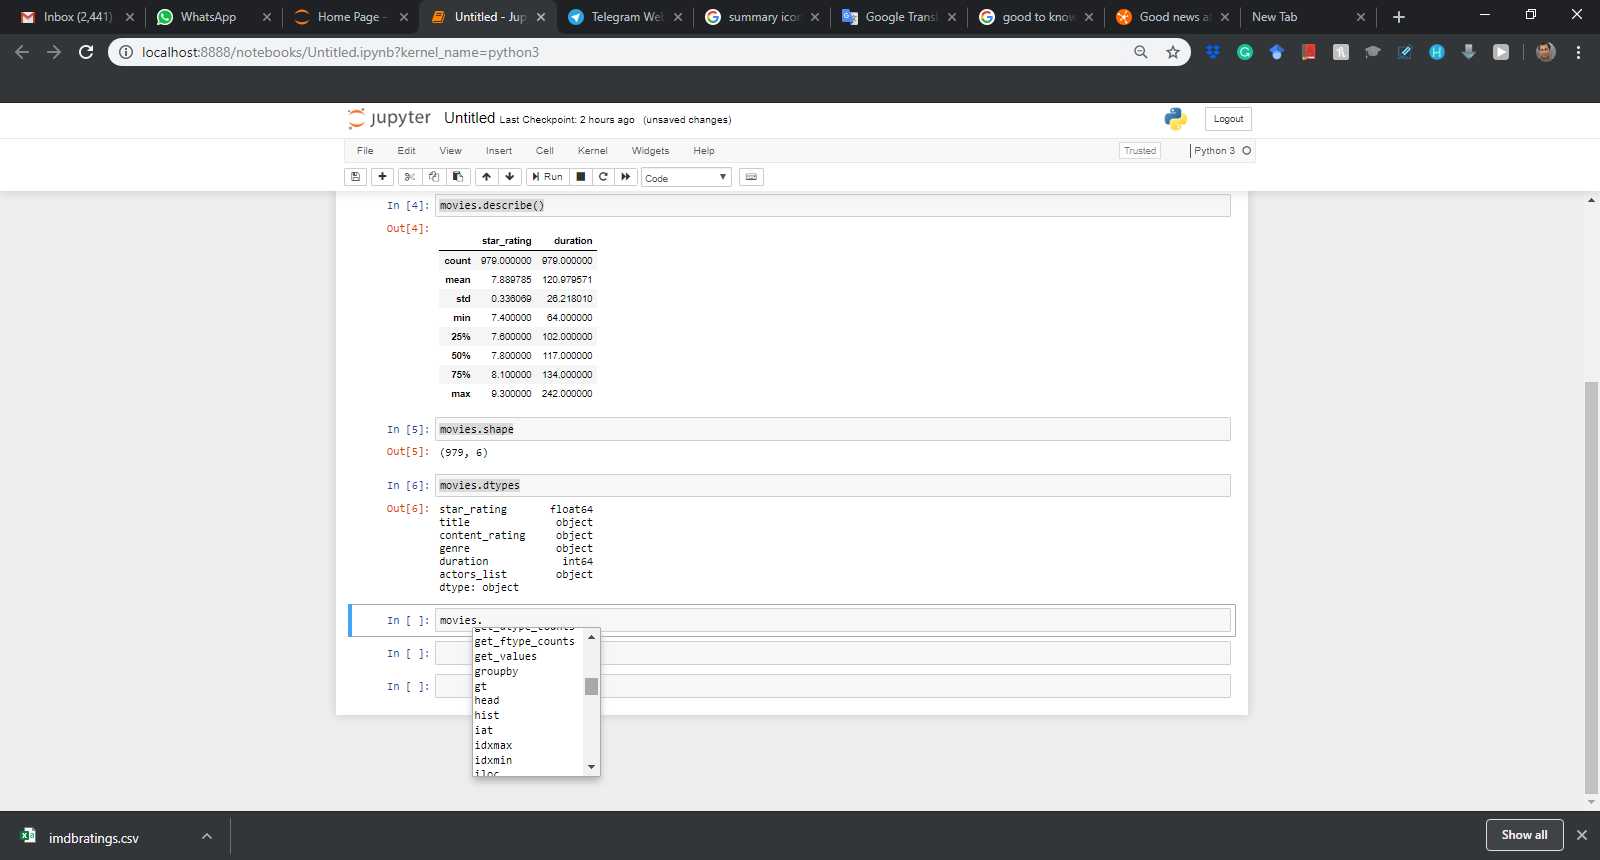 Inbox (2,441)
WhatsApp
Home Page -
Untitled - Jup
Telegram Web
summary icon
Google Transl
good to know
Good news a
New Tab
localhost:8888/notebooks/Untitled.ipynb?kernel_name=python3
jupyter Untitled Last Checkpoint: 2 hours ago (unsaved changes)
Logout
File Edit View Insert Cell Kernel Widgets Help
Trusted
Python 3
Run
Code
In [4]: movies.describe()
Out[4]:
star_rating duration
count 979.000000 979.000000
mean 7.889785 120.979571
std 0.336069 26.218010
min 7.400000 64.000000
25% 7.600000 102.000000
50% 7.800000 117.000000
75% 8.100000 134.000000
max 9.300000 242.000000
In [5]: movies.shape
Out[5]: (979, 6)
In [6]: movies.dtypes
Out[6]: star_rating float64
title object
content_rating object
genre object
duration int64
actors_list object
dtype: object
In [ ]: movies.
get_dtype_counts
get_ftype_counts
In [ ]:
get_values
groupby
In [ ]:
gt
head
hist
iat
idxmax
idxmin
iloc
imdbratings.csv
Show all